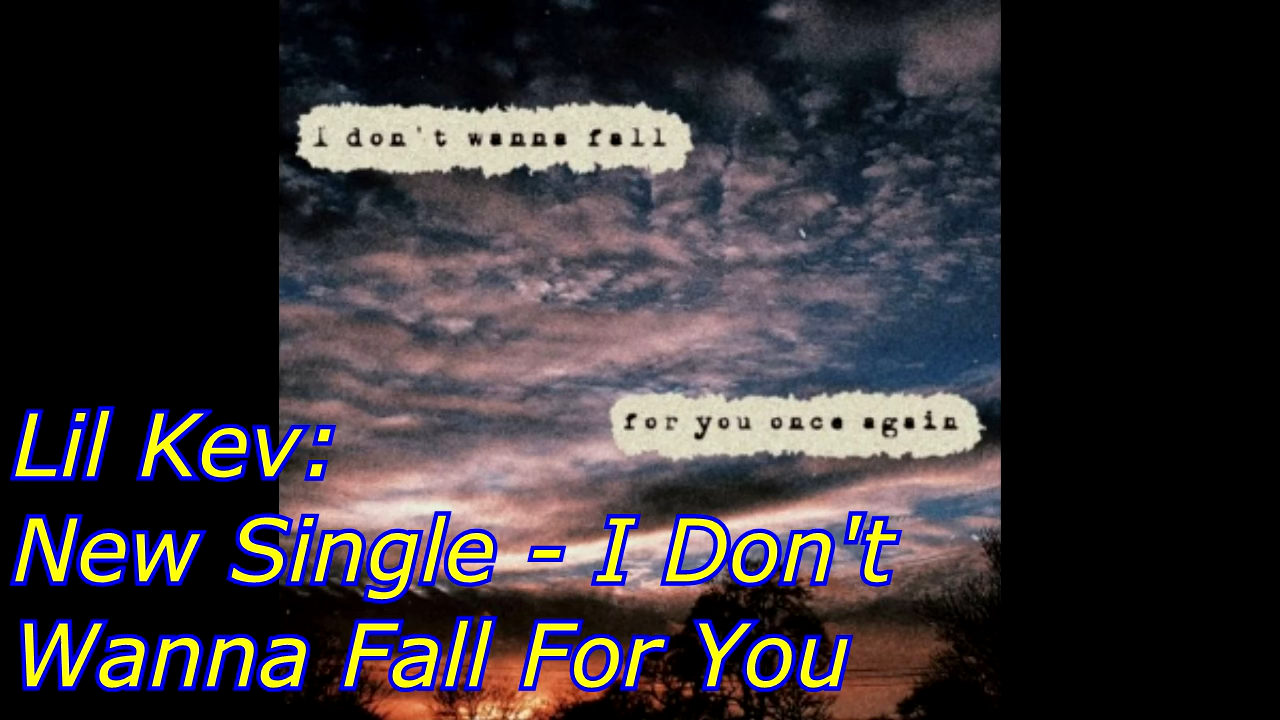 I don't wanna fall
for you once again
Lil Kev:
New Single - I Don't
Wanna Fall For You